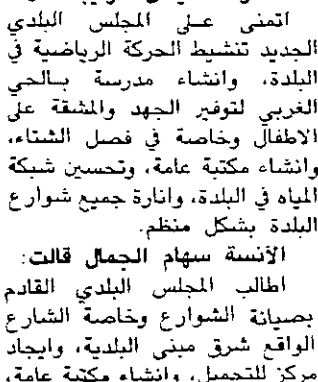 اتمنى على المجلس البلدي
الجديد تنشيط الحركة الرياضية في
البلدة، وانشاء مدرسة بالحي
الغربي لتوفير الجهد والمشقة على
الاطفال وخاصة في فصل الشتاء،
وانشاء مكتبة عامة، وتحسين شبكة
المياه في البلدة، وانارة جميع شوارع
البلدة بشكل منظم.
الآنسة سهام الجمال قالت:
اطالب المجلس البلدي القادم
بصيانة الشوارع وخاصة الشارع
الواقع شرق مبنى البلدية، وايجاد
مركز للتجميل، وانشاء مكتبة عامة،